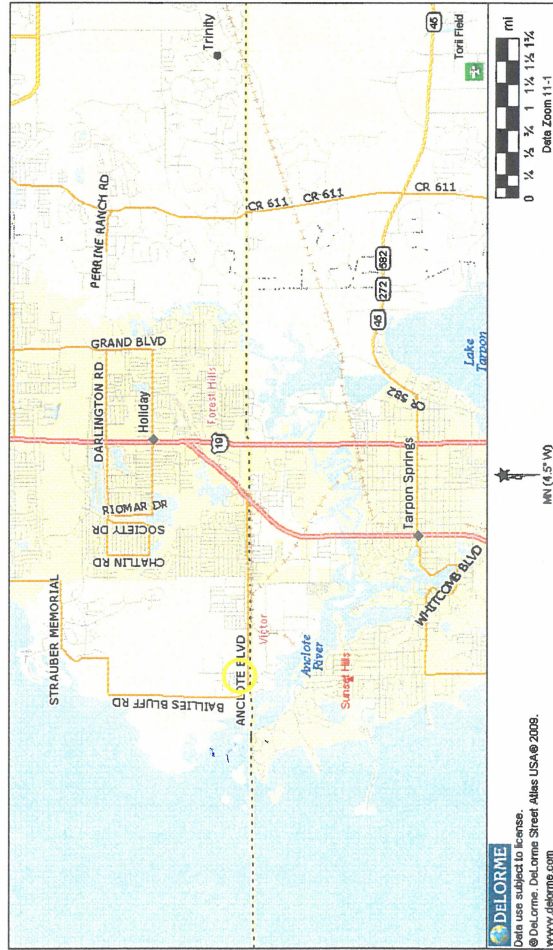 45
Trinity
Torii Field
PERRINE RANCH RD
CR 611
CR 611
CR 611
45
272
582
GRAND BLVD
DARLINGTON RD
Holiday
Forest Hills
19
CR 582
Lake
Tarpon
RIOMAR DR
SOCIETY DR
CHATLIN RD
Tarpon Springs
STRAUBER MEMORIAL
WHITCOMB BLVD
Victor
Anclote
River
Sunset Hills
BAILLIES BLUFF RD
ANCLOTE BLVD
DELORME
Data use subject to license.
© DeLorme. DeLorme Street Atlas USA® 2009.
www.delorme.com
MN (4.5° W)
mi
0 ¼ ½ ¾ 1 1¼ 1½ 1¾
Data Zoom 11-1